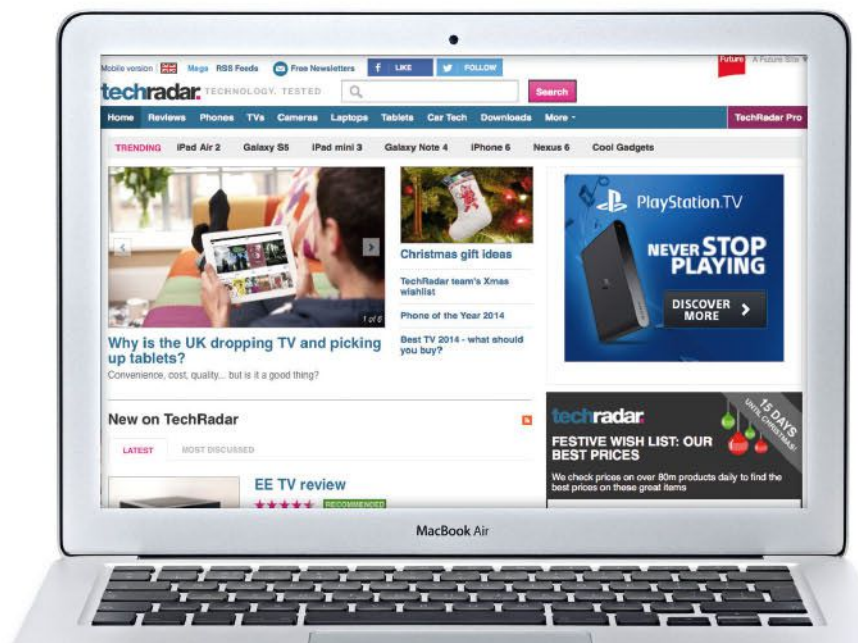 Mobile version Mega RSS Feeds Free Newsletters f LIKE FOLLOW Future A Future Site
techradar. TECHNOLOGY. TESTED Search
Home Reviews Phones TVs Cameras Laptops Tablets Car Tech Downloads More TechRadar Pro
TRENDING iPad Air 2 Galaxy S5 iPad mini 3 Galaxy Note 4 iPhone 6 Nexus 6 Cool Gadgets
1 of 6
Why is the UK dropping TV and picking
up tablets?
Convenience, cost, quality... but is it a good thing?
Christmas gift ideas
TechRadar team's Xmas
wishlist
Phone of the Year 2014
Best TV 2014 - what should
you buy?
PlayStation.TV
NEVER STOP
PLAYING
DISCOVER
MORE
New on TechRadar
LATEST MOST DISCUSSED
EE TV review
RECOMMENDED
techradar.
15 DAYS
UNTIL CHRISTMAS!
FESTIVE WISH LIST: OUR
BEST PRICES
We check prices on over 80m products daily to find the
best prices on these great items
MacBook Air